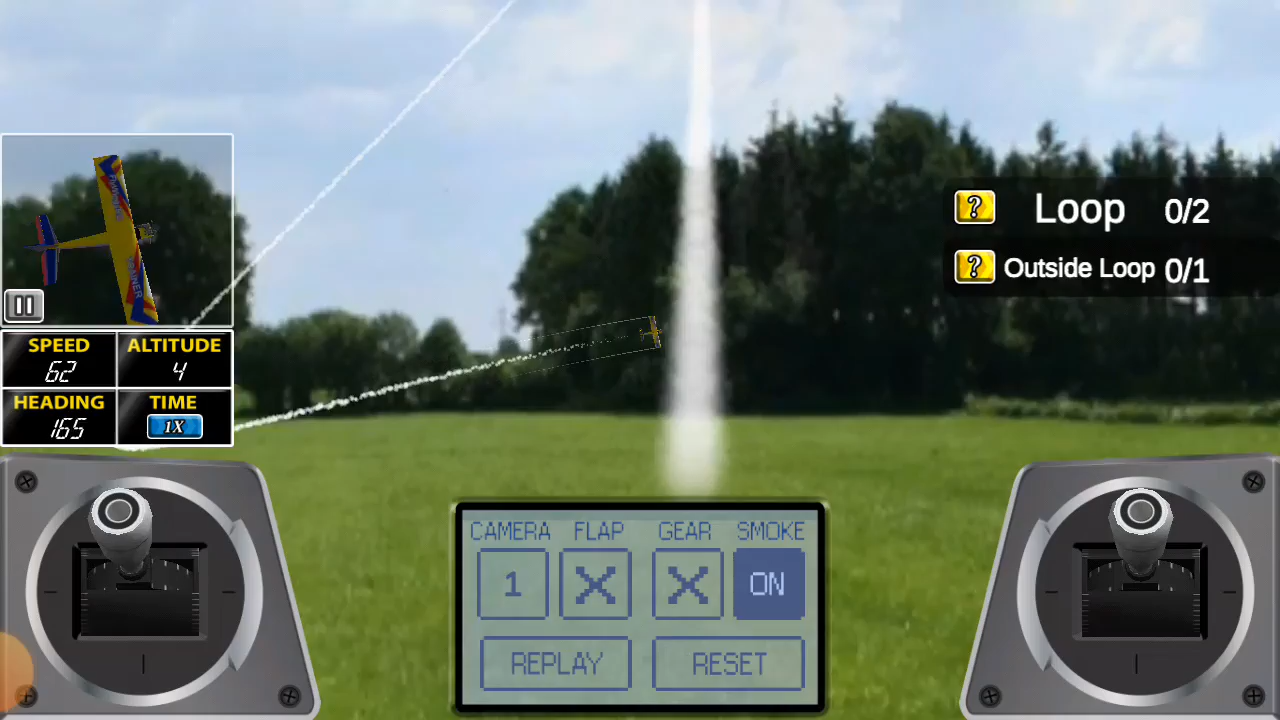 Loop 0/2
Outside Loop 0/1
TRAINER
SPEED ALTITUDE
62 4
HEADING TIME
165 1X
CAMERA FLAP GEAR SMOKE
1 ON
REPLAY RESET